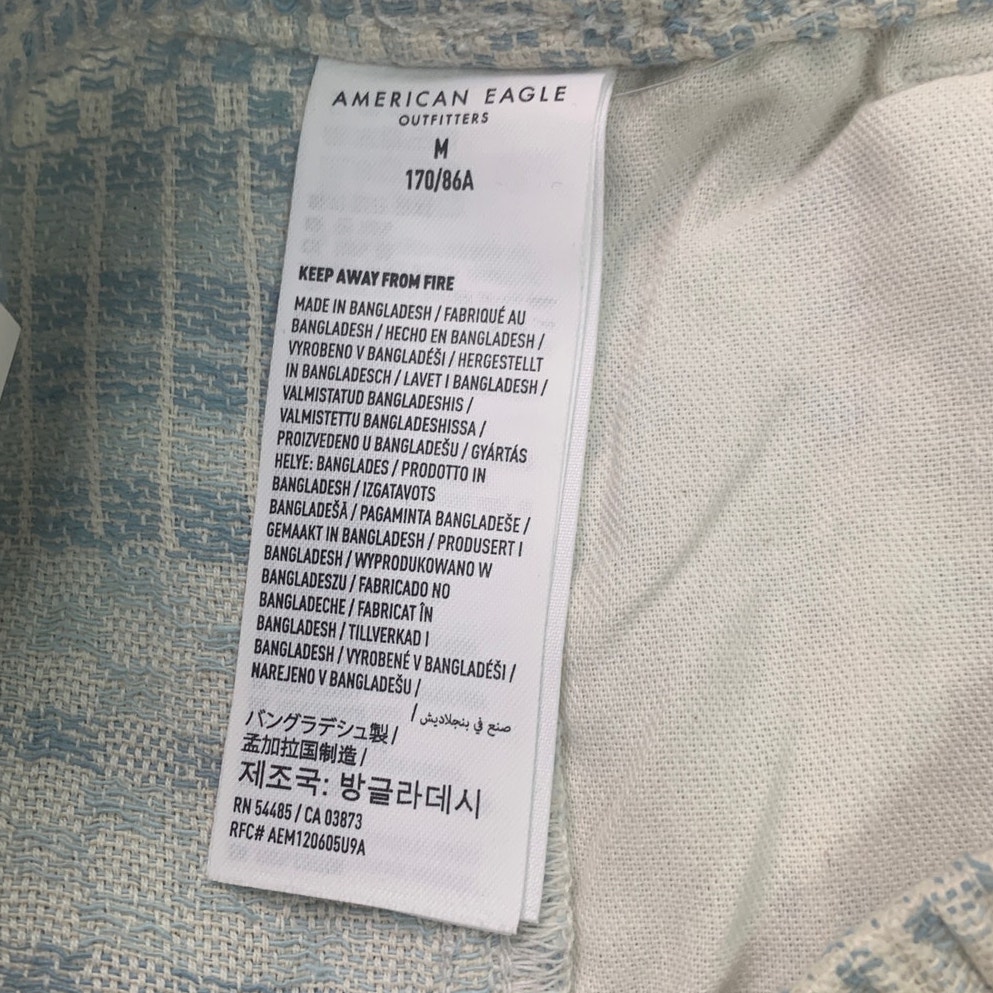 AMERICAN EAGLE
OUTFITTERS
M
170/86A
KEEP AWAY FROM FIRE
MADE IN BANGLADESH / FABRIQUÉ AU
BANGLADESH / HECHO EN BANGLADESH /
VYROBENO V BANGLADÉŠI / HERGESTELLT
IN BANGLADESCH / LAVET I BANGLADESH /
VALMISTATUD BANGLADESHIS /
VALMISTETTU BANGLADESHISSA /
PROIZVEDENO U BANGLADEŠU / GYÁRTÁS
HELYE: BANGLADES / PRODOTTO IN
BANGLADESH / IZGATAVOTS
BANGLADEŠĀ / PAGAMINTA BANGLADEŠE /
GEMAAKT IN BANGLADESH / PRODUSERT I
BANGLADESH / WYPRODUKOWANO W
BANGLADESZU / FABRICADO NO
BANGLADECHE / FABRICAT ÎN
BANGLADESH / TILLVERKAD I
BANGLADESH / VYROBENÉ V BANGLADÉŠI /
NAREJENO V BANGLADEŠU /
صنع في بنجلاديش /
バングラデシュ製 /
孟加拉国制造 /
제조국: 방글라데시
RN 54485 / CA 03873
RFC# AEM120605U9A